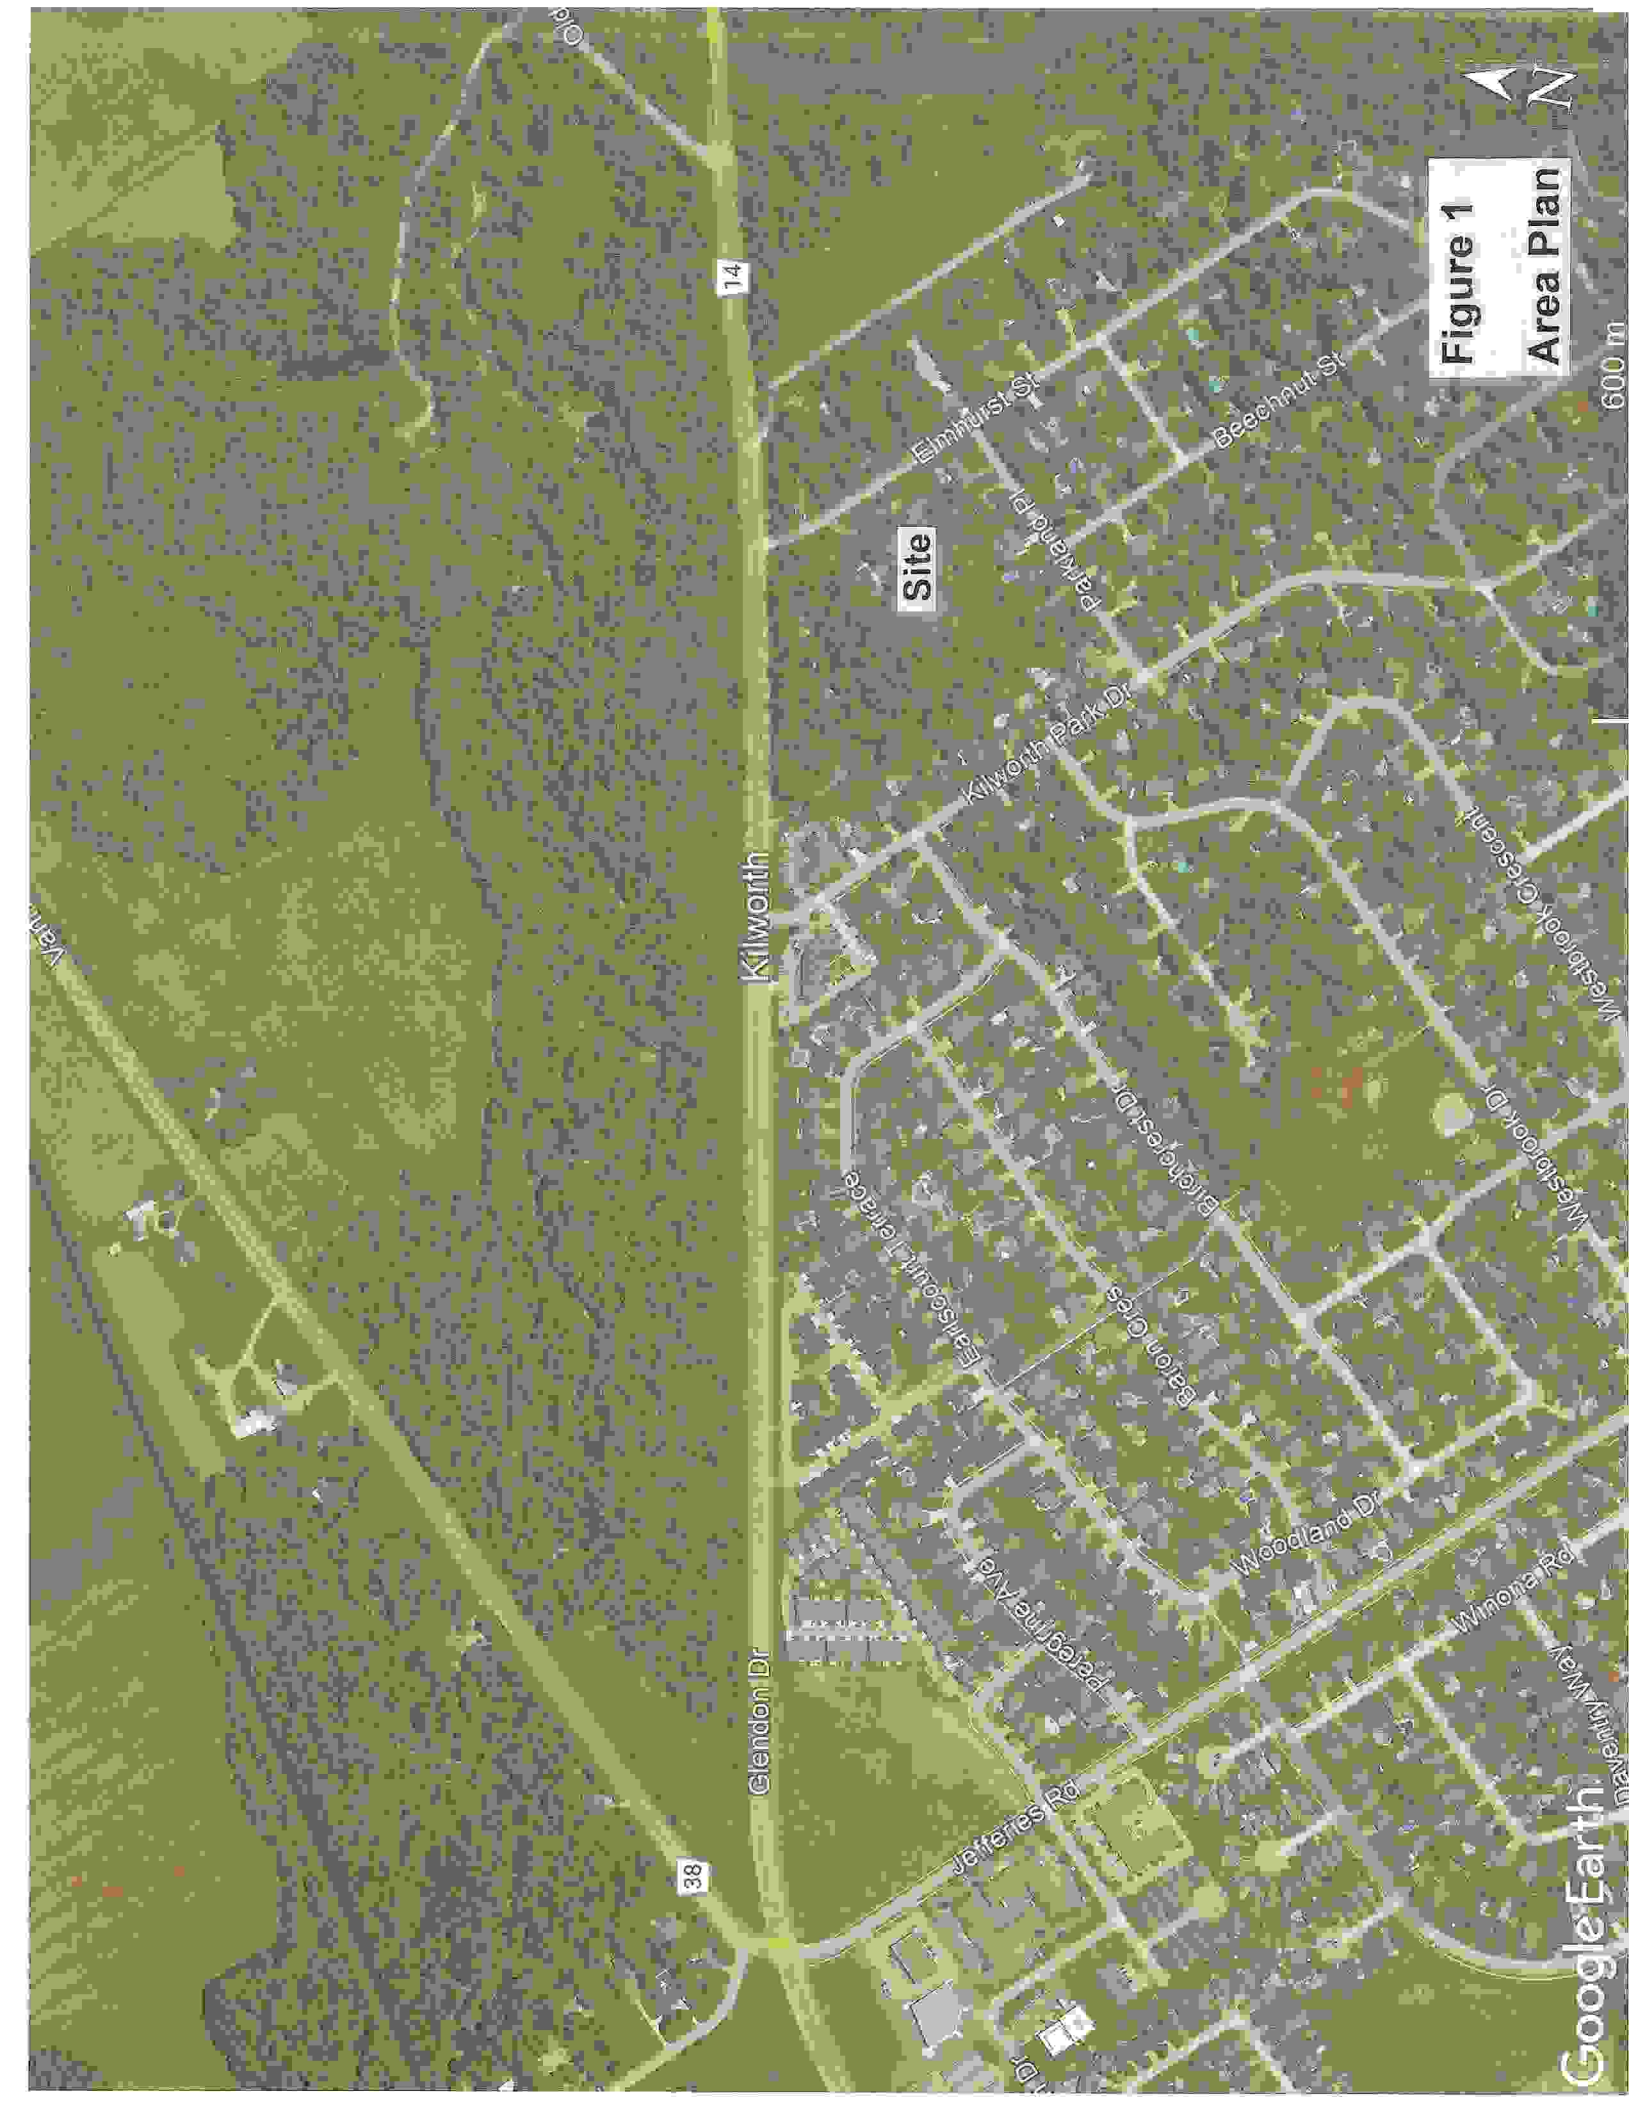 Old
14
Elmhurst St
Beechnut St
Parkland Pl
Site
Kilworth Park Dr
Kilworth
Westbrook Crescent
Westbrook Dr
Birchcrest Dr
Earlscourt Terrace
Baron Cres
Woodland Dr
Peregrine Ave
Winona Rd
Daventry Way
Jefferies Rd
Glendon Dr
38
Dr
N
Figure 1
Area Plan
600 m
Google Earth